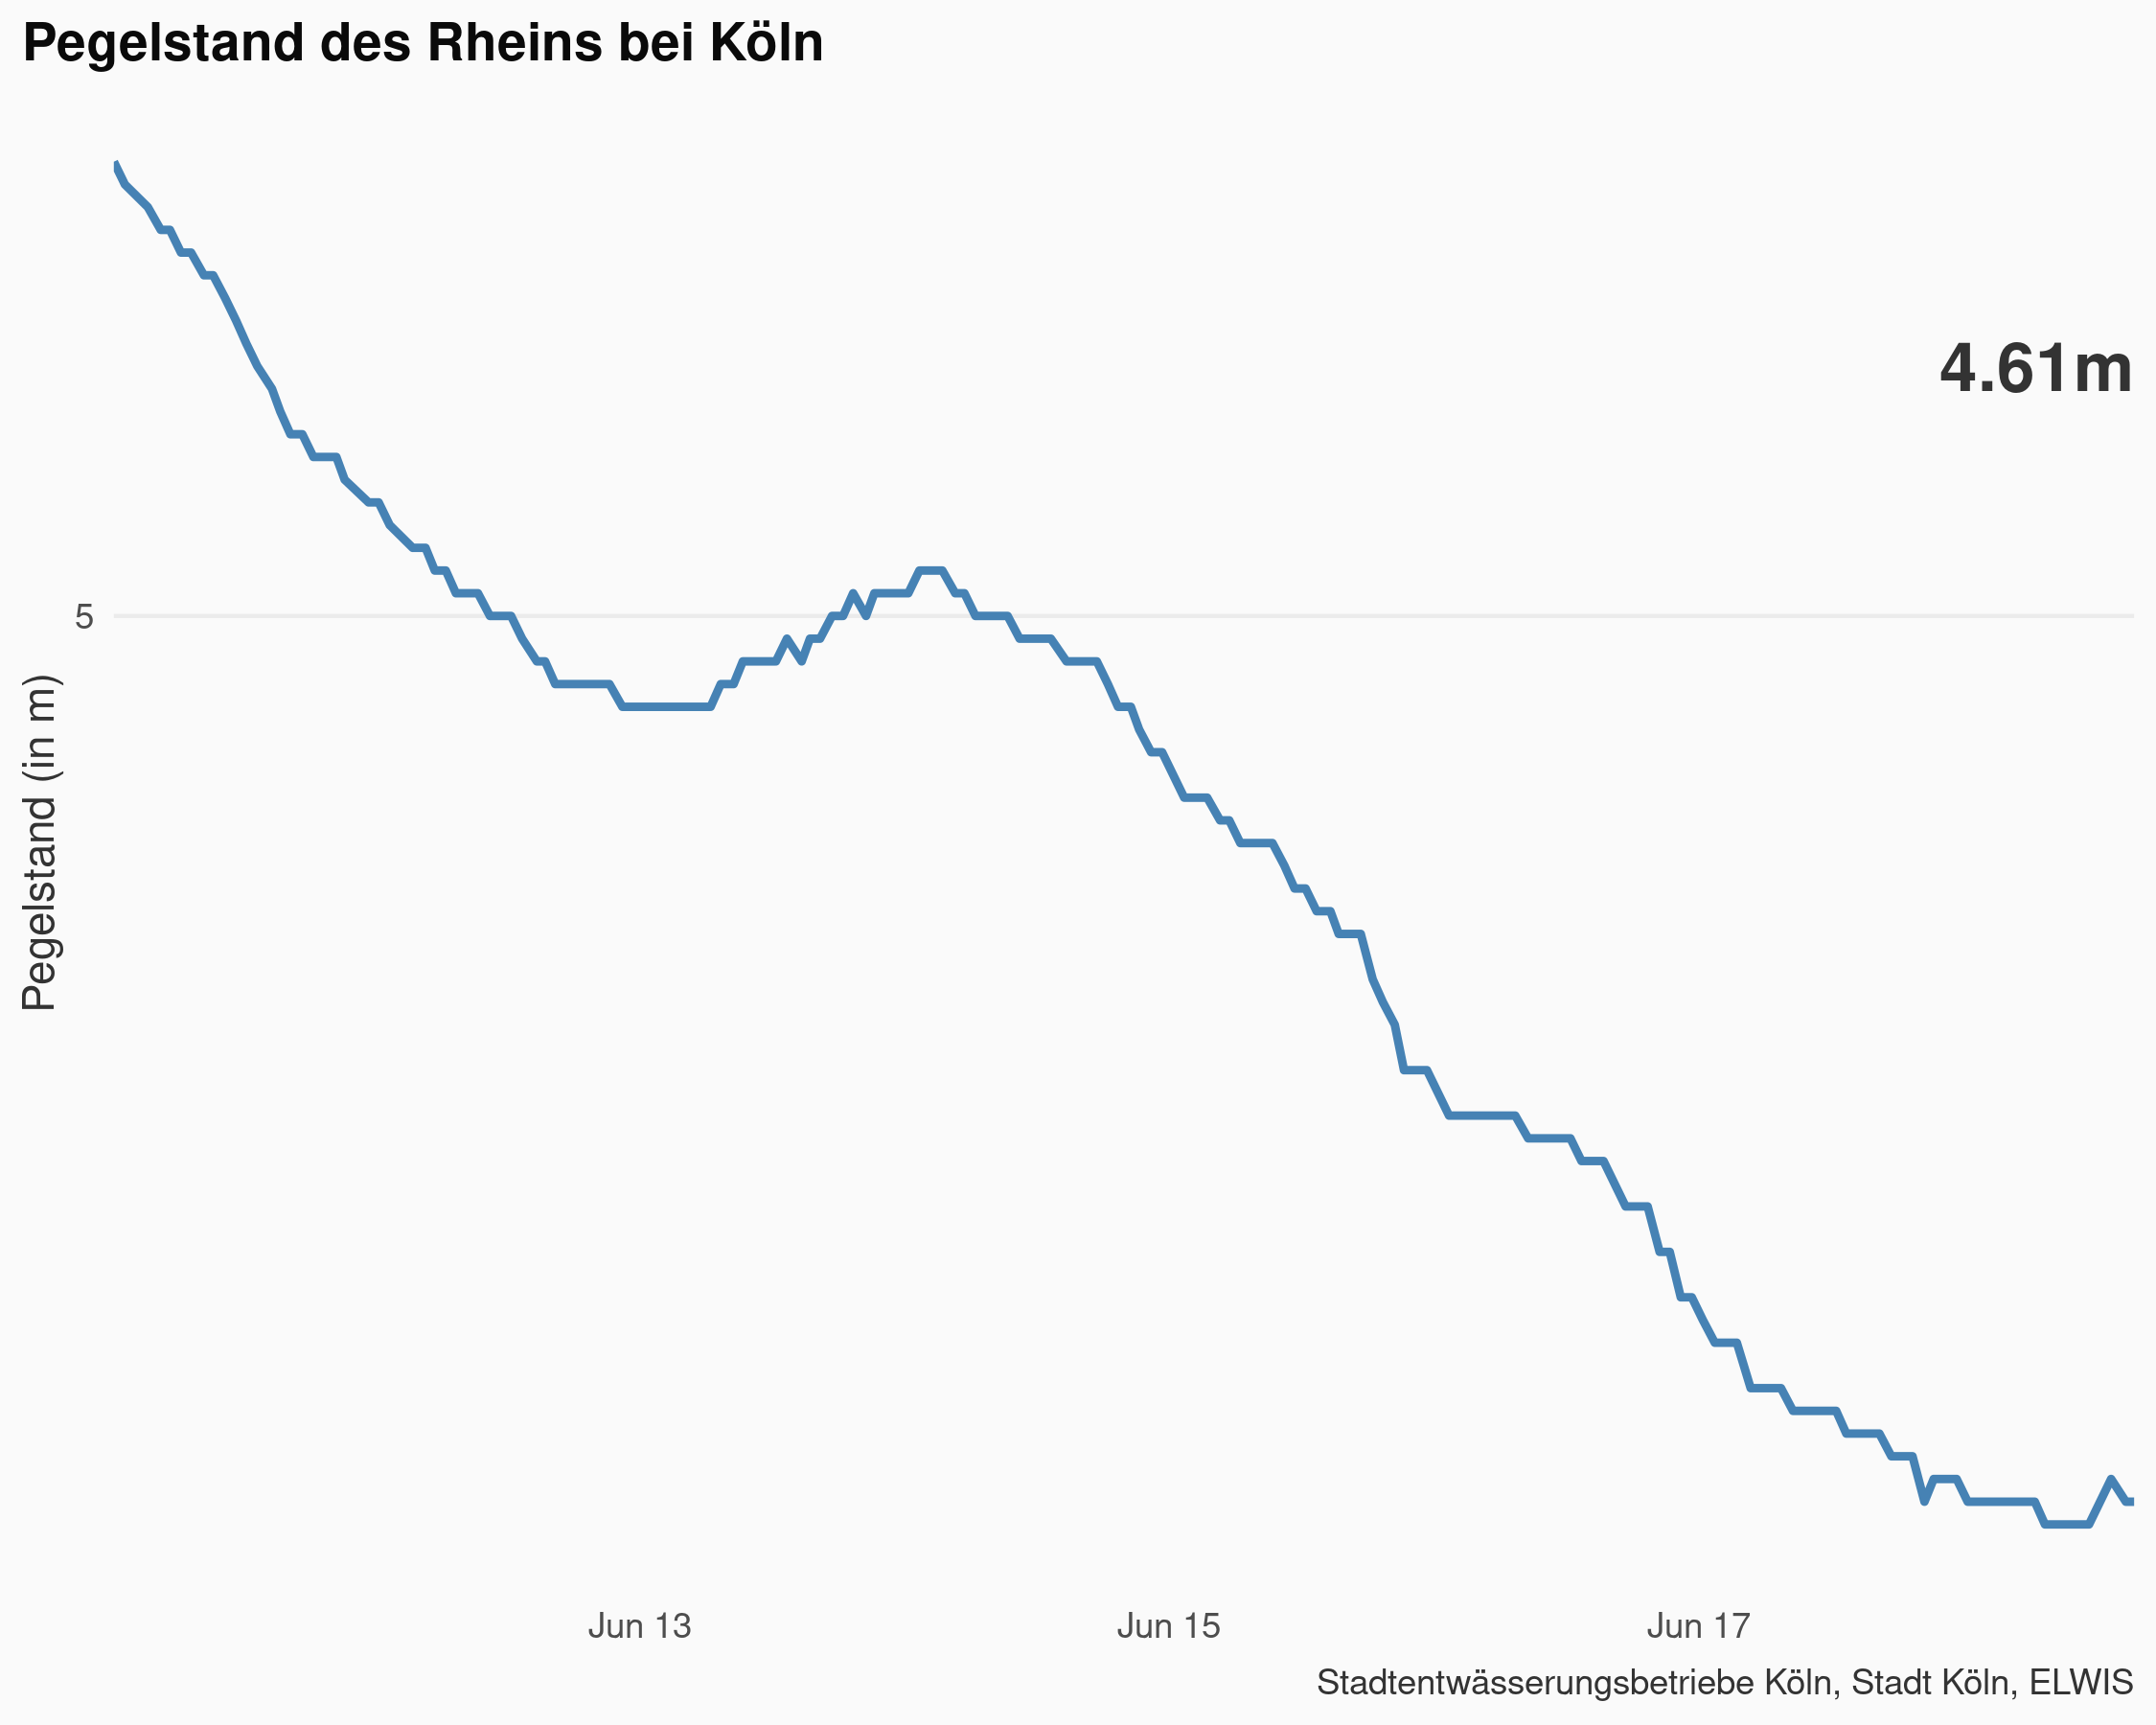 Pegelstand des Rheins bei Köln
4.61m
5
Pegelstand (in m)
Jun 13
Jun 15
Jun 17
Stadtentwässerungsbetriebe Köln, Stadt Köln, ELWIS